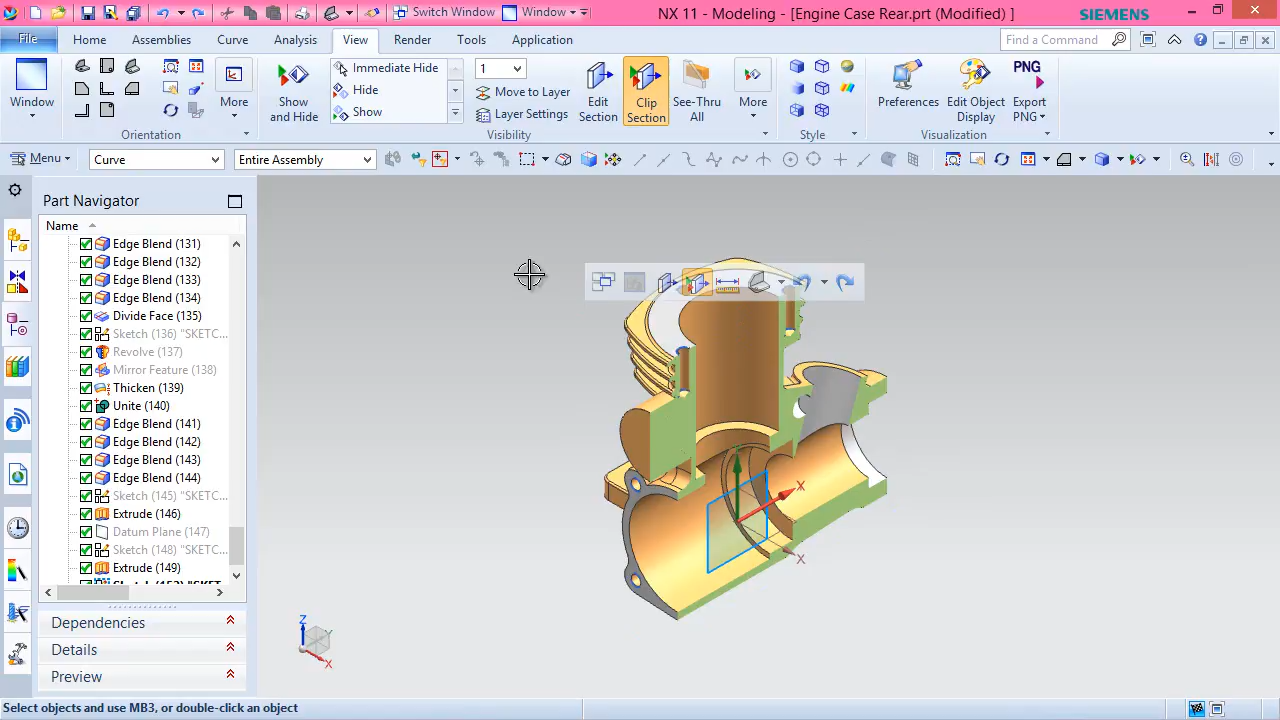 Switch Window
Window
NX 11 - Modeling - [Engine Case Rear.prt (Modified) ]
SIEMENS
File
Home
Assemblies
Curve
Analysis
View
Render
Tools
Application
Find a Command
Window
More
Orientation
Show and Hide
Immediate Hide
Hide
Show
1
Move to Layer
Layer Settings
Visibility
Edit Section
Clip Section
See-Thru All
More
Style
Preferences
Edit Object Display
PNG
Export PNG
Visualization
Menu
Curve
Entire Assembly
Part Navigator
Name
Edge Blend (131)
Edge Blend (132)
Edge Blend (133)
Edge Blend (134)
Divide Face (135)
Sketch (136) "SKETC...
Revolve (137)
Mirror Feature (138)
Thicken (139)
Unite (140)
Edge Blend (141)
Edge Blend (142)
Edge Blend (143)
Edge Blend (144)
Sketch (145) "SKETC...
Extrude (146)
Datum Plane (147)
Sketch (148) "SKETC...
Extrude (149)
Dependencies
Details
Preview
X
X
Z
Y
X
Select objects and use MB3, or double-click an object